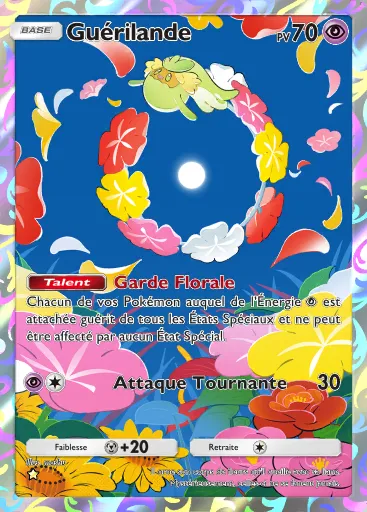 BASE Guérilande PV70
Talent Garde Florale
Chacun de vos Pokémon auquel de l'Énergie est
attachée guérit de tous les États Spéciaux et ne peut
être affecté par aucun État Spécial.
Attaque Tournante 30
Faiblesse +20 Retraite